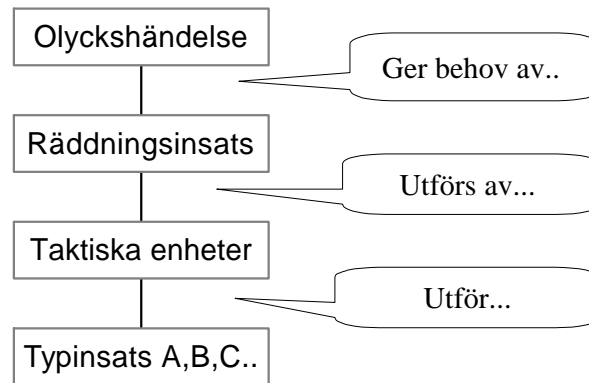 Olyckshändelse
Ger behov av..
Räddningsinsats
Utförs av...
Taktiska enheter
Utför...
Typinsats A,B,C..